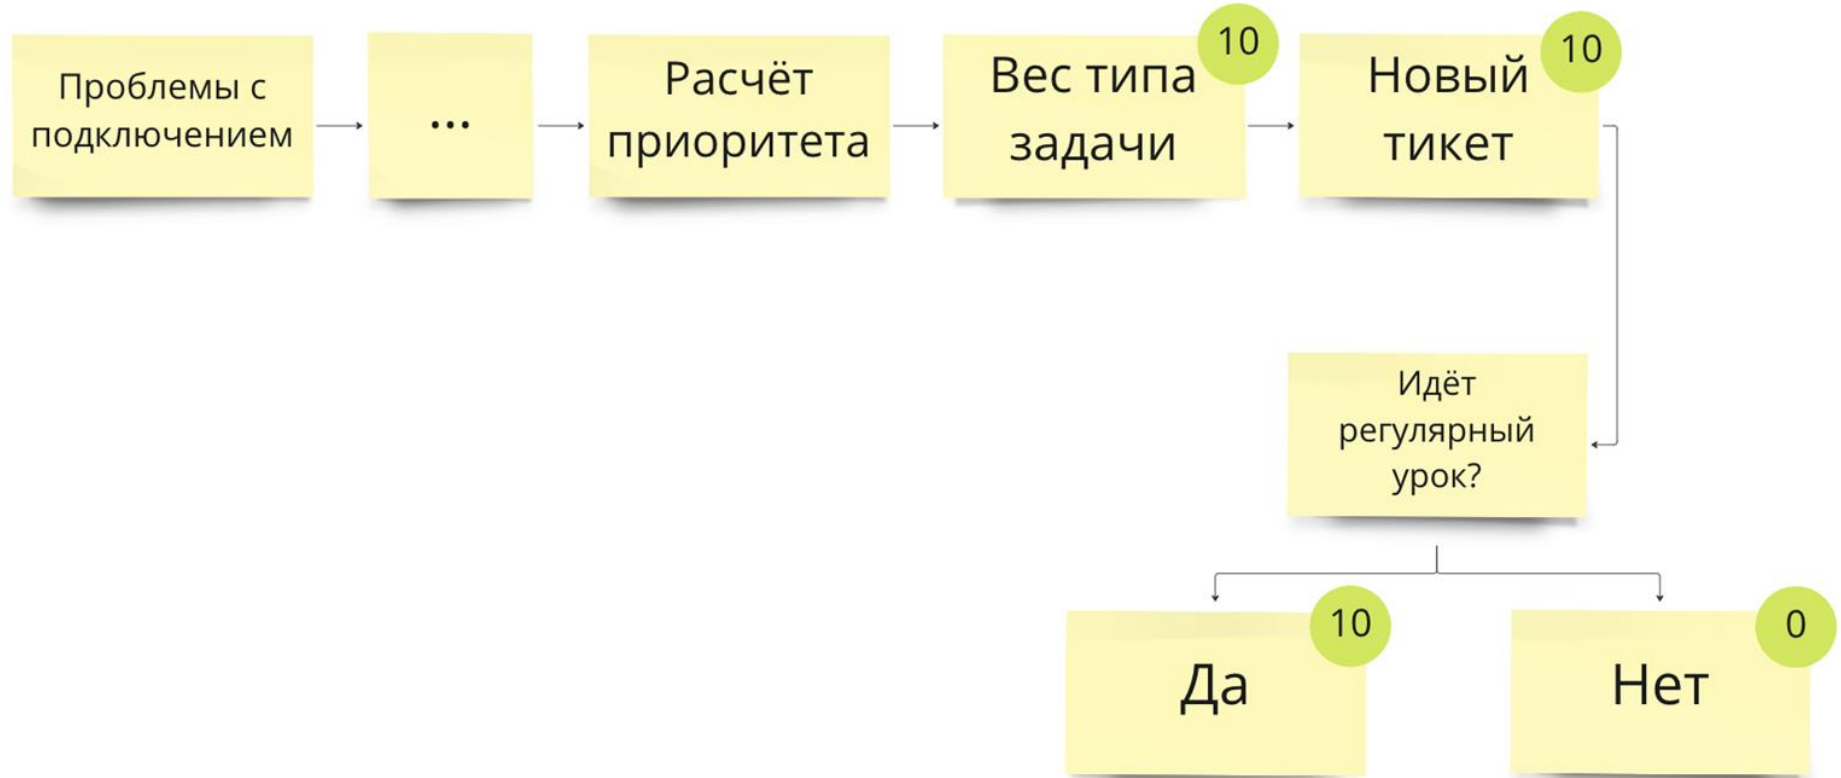 Проблемы с
подключением
...
Расчёт
приоритета
Вес типа
задачи
10
Новый
тикет
10
Идёт
регулярный
урок?
Да
10
Нет
0